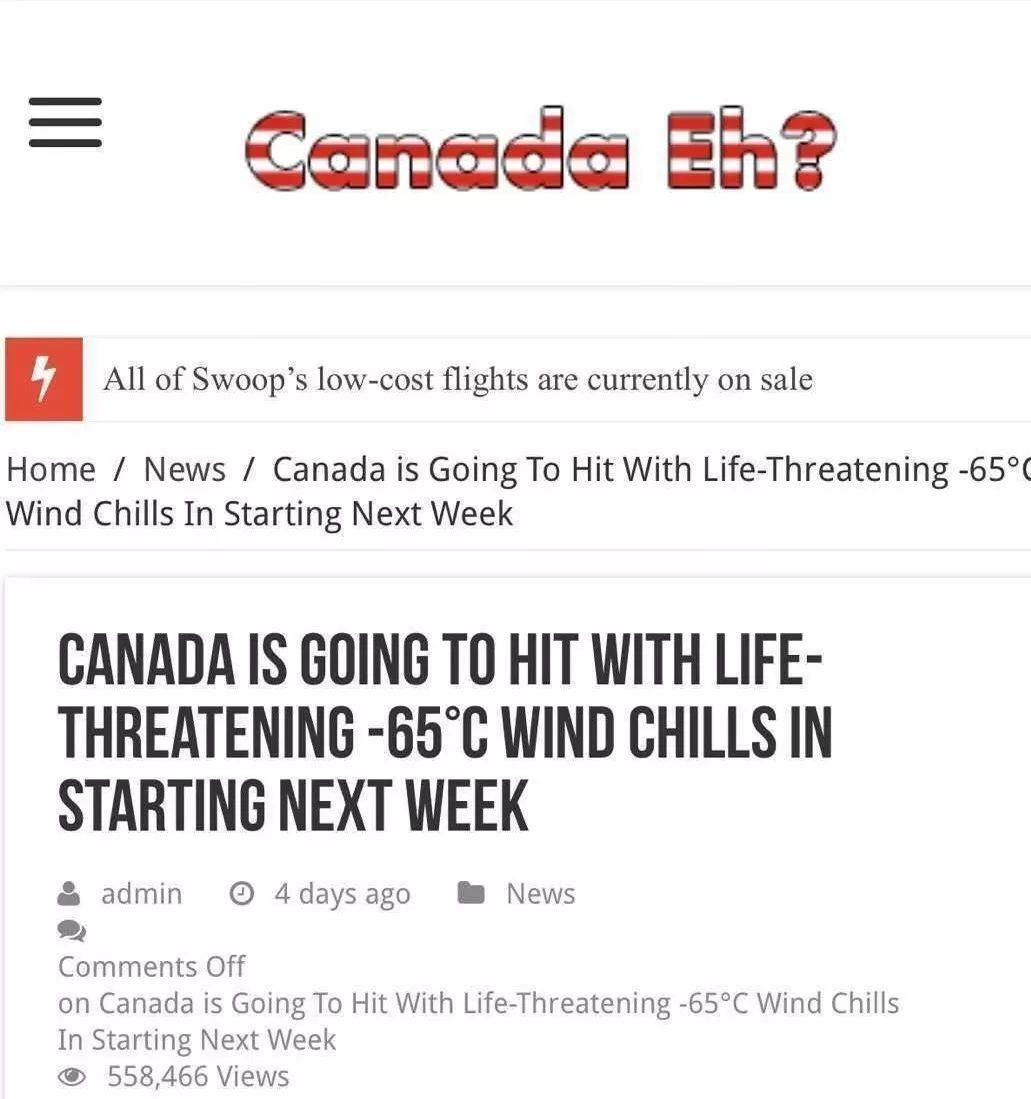 Canada Eh?
All of Swoop’s low-cost flights are currently on sale
Home / News / Canada is Going To Hit With Life-Threatening -65°C
Wind Chills In Starting Next Week
CANADA IS GOING TO HIT WITH LIFE-
THREATENING -65°C WIND CHILLS IN
STARTING NEXT WEEK
admin 4 days ago News
Comments Off
on Canada is Going To Hit With Life-Threatening -65°C Wind Chills
In Starting Next Week
558,466 Views